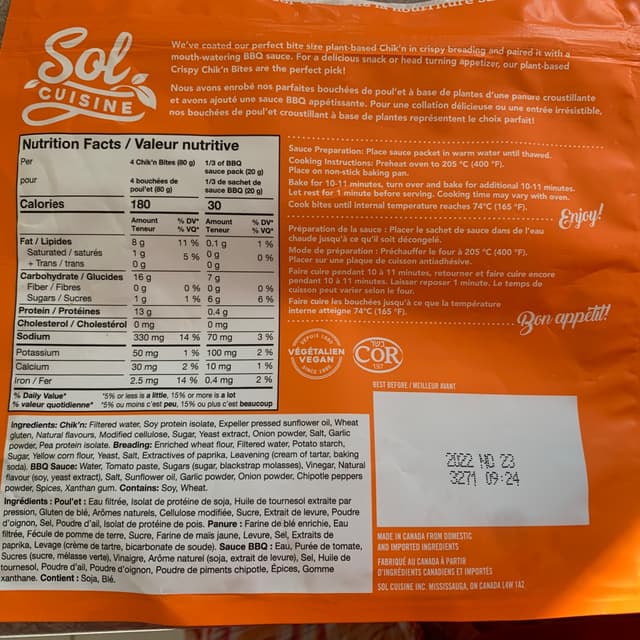 de la nourriture
Sol
CUISINE
We've coated our perfect bite size plant-based Chik'n in crispy breading and paired it with a
mouth-watering BBQ sauce. For a delicious snack or head turning appetizer, our plant-based
Crispy Chik'n Bites are the perfect pick!
Nous avons enrobé nos parfaites bouchées de poul'et à base de plantes d'une panure croustillante
et avons ajouté une sauce BBQ appétissante. Pour une collation délicieuse ou une entrée irrésistible,
nos bouchées de poul'et croustillant à base de plantes représentent le choix parfait!
Nutrition Facts / Valeur nutritive
Per 4 Chik'n Bites (80 g) 1/3 of BBQ
sauce pack (20 g)
pour 4 bouchées de 1/3 de sachet de
poul'et (80 g) sauce BBQ (20 g)
Calories 180 30
Amount % DV* Amount % DV*
Teneur % VQ* Teneur % VQ*
Fat / Lipides 8 g 11 % 0.1 g 1 %
Saturated / saturés 1 g 5 % 0 g 0 %
+ Trans / trans 0 g 0 g
Carbohydrate / Glucides 16 g 7 g
Fiber / Fibres 0 g 0 % 0 g 0 %
Sugars / Sucres 1 g 1 % 6 g 6 %
Protein / Protéines 13 g 0.4 g
Cholesterol / Cholestérol 0 mg 0 mg
Sodium 330 mg 14 % 70 mg 3 %
Potassium 50 mg 1 % 100 mg 2 %
Calcium 30 mg 2 % 10 mg 1 %
Iron / Fer 2.5 mg 14 % 0.4 mg 2 %
% Daily Value* *5% or less is a little, 15% or more is a lot
% valeur quotidienne* *5% ou moins c'est peu, 15% ou plus c'est beaucoup
Ingredients: Chik'n: Filtered water, Soy protein isolate, Expeller pressed sunflower oil, Wheat
gluten, Natural flavours, Modified cellulose, Sugar, Yeast extract, Onion powder, Salt, Garlic
powder, Pea protein isolate. Breading: Enriched wheat flour, Filtered water, Potato starch,
Sugar, Yellow corn flour, Yeast, Salt, Extractives of paprika, Leavening (cream of tartar, baking
soda). BBQ Sauce: Water, Tomato paste, Sugars (sugar, blackstrap molasses), Vinegar, Natural
flavour (soy, yeast extract), Salt, Sunflower oil, Garlic powder, Onion powder, Chipotle peppers
powder, Spices, Xanthan gum. Contains: Soy, Wheat.
Ingrédients : Poul'et : Eau filtrée, Isolat de protéine de soja, Huile de tournesol extraite par
pression, Gluten de blé, Arômes naturels, Cellulose modifiée, Sucre, Extrait de levure, Poudre
d'oignon, Sel, Poudre d'ail, Isolat de protéine de pois. Panure : Farine de blé enrichie, Eau
filtrée, Fécule de pomme de terre, Sucre, Farine de maïs jaune, Levure, Sel, Extraits de
paprika, Levage (crème de tartre, bicarbonate de soude). Sauce BBQ : Eau, Purée de tomate,
Sucres (sucre, mélasse verte), Vinaigre, Arôme naturel (soja, extrait de levure), Sel, Huile de
tournesol, Poudre d'ail, Poudre d'oignon, Poudre de piments chipotle, Épices, Gomme
xanthane. Contient : Soja, Blé.
Sauce Preparation: Place sauce packet in warm water until thawed.
Cooking Instructions: Preheat oven to 205 °C (400 °F).
Place on non-stick baking pan.
Bake for 10-11 minutes, turn over and bake for additional 10-11 minutes.
Let rest for 1 minute before serving. Cooking time may vary with oven.
Cook bites until internal temperature reaches 74°C (165 °F).
Enjoy!
Préparation de la sauce : Placer le sachet de sauce dans de l'eau
chaude jusqu'à ce qu'il soit décongelé.
Mode de préparation : Préchauffer le four à 205 °C (400 °F).
Placer sur une plaque de cuisson antiadhésive.
Faire cuire pendant 10 à 11 minutes, retourner et faire cuire encore
pendant 10 à 11 minutes. Laisser reposer 1 minute. Le temps de
cuisson peut varier selon le four.
Faire cuire les bouchées jusqu'à ce que la température
interne atteigne 74°C (165 °F).
Bon appétit!
DEPUIS 1980
VÉGÉTALIEN
VEGAN
SINCE 1980
כשר
COR
197
BEST BEFORE / MEILLEUR AVANT
2022 NO 23
3271 09:24
MADE IN CANADA FROM DOMESTIC
AND IMPORTED INGREDIENTS
FABRIQUÉ AU CANADA À PARTIR
D'INGRÉDIENTS CANADIENS ET IMPORTÉS
SOL CUISINE INC. MISSISSAUGA, ON CANADA L4W 1A2